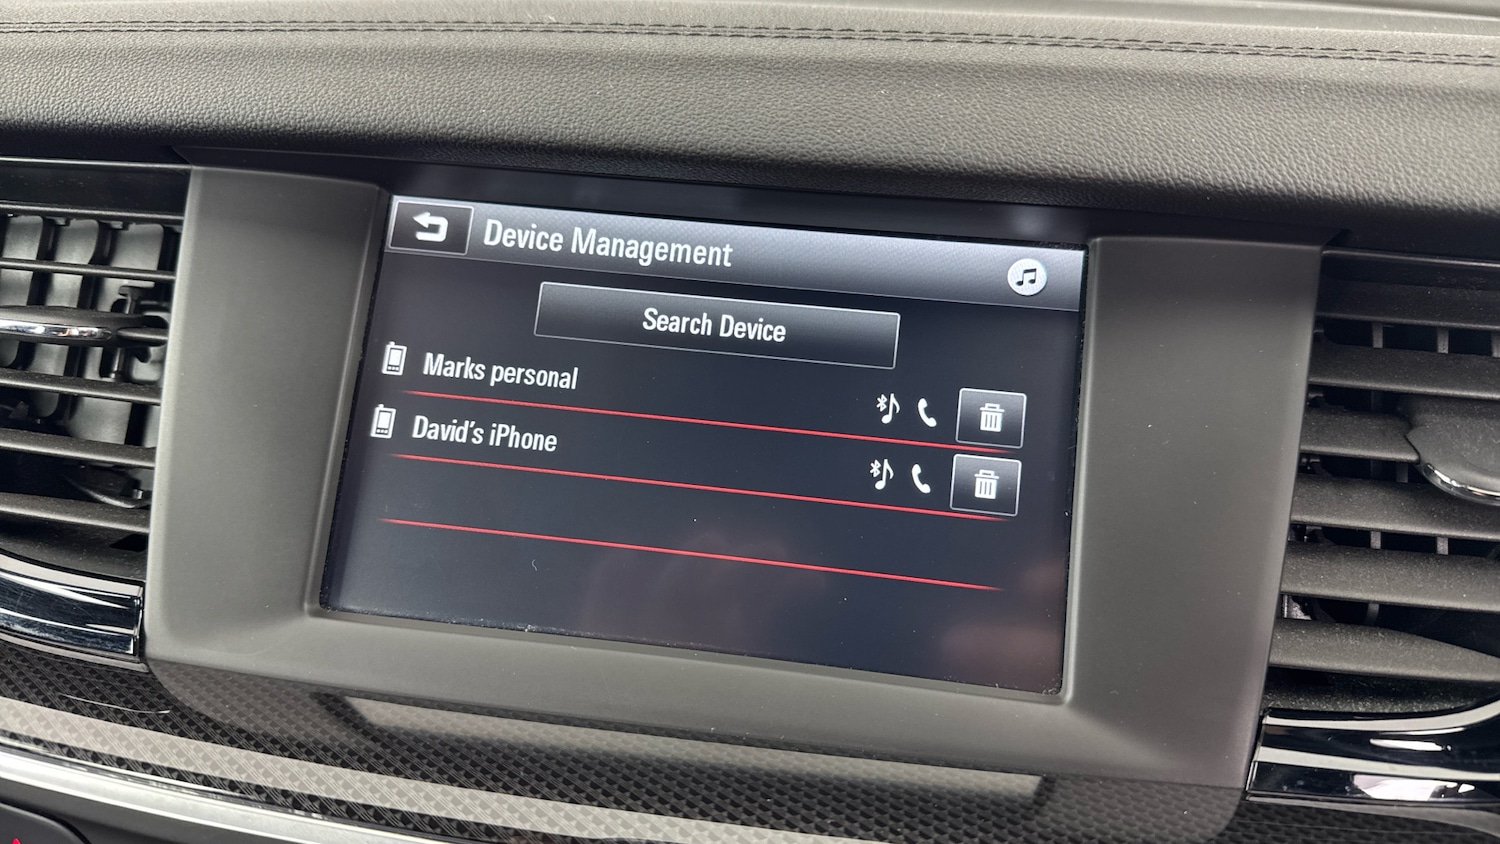 Device Management
Search Device
Marks personal
David's iPhone